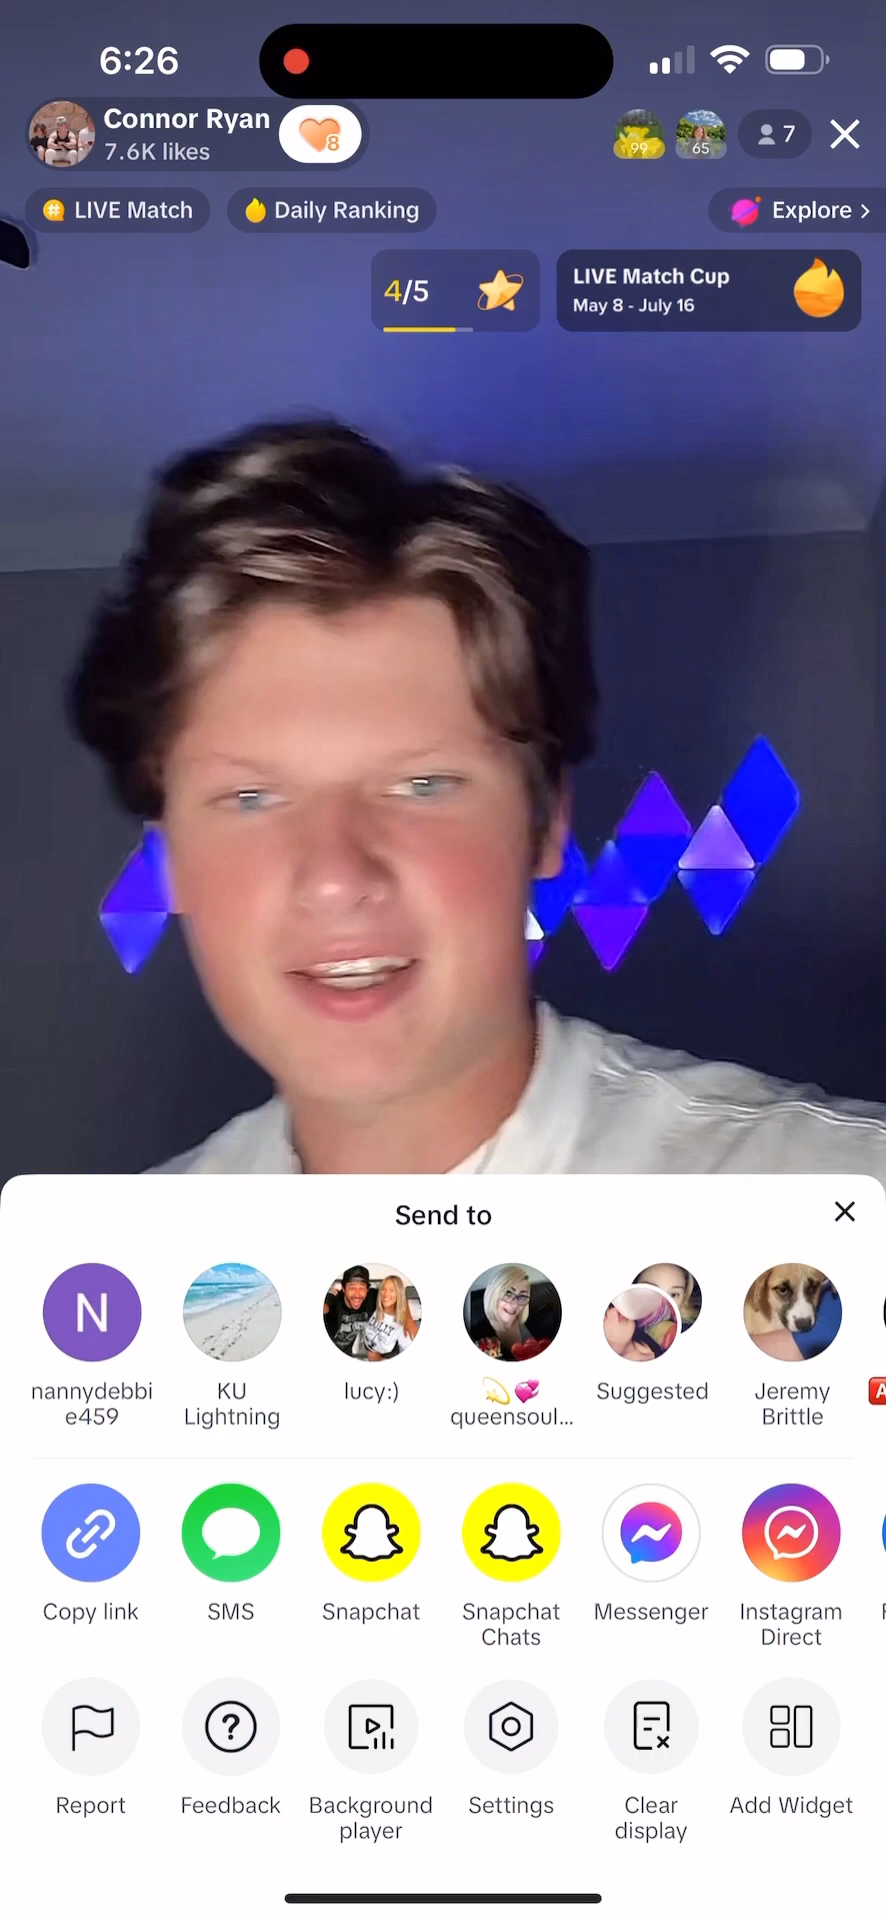 6:26
Connor Ryan
7.6K likes
8
99
65
7
LIVE Match
Daily Ranking
Explore >
4/5
LIVE Match Cup
May 8 - July 16
Send to
N
nannydebbi
e459
KU
Lightning
lucy:)
queensoul...
Suggested
Jeremy
Brittle
A
Copy link
SMS
Snapchat
Snapchat
Chats
Messenger
Instagram
Direct
Report
Feedback
Background
player
Settings
Clear
display
Add Widget